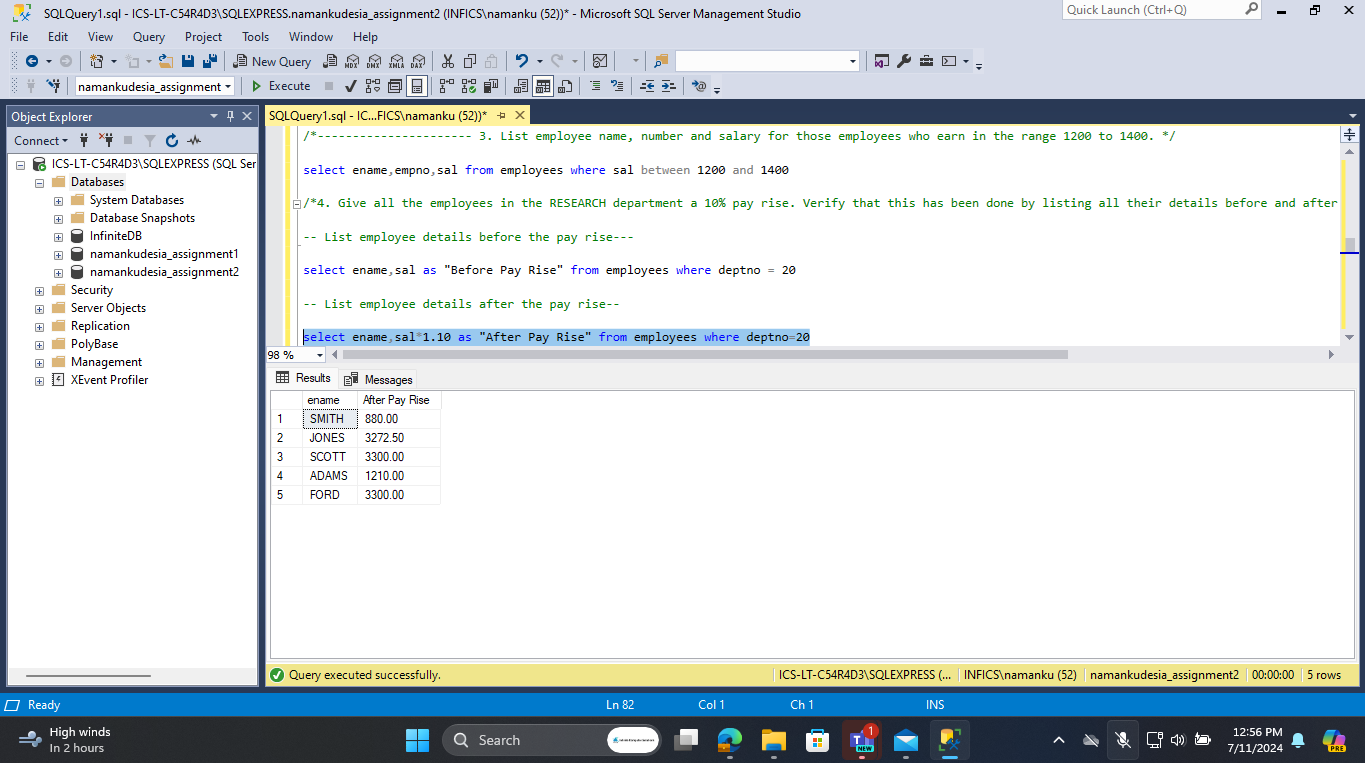 SQLQuery1.sql - ICS-LT-C54R4D3\SQLEXPRESS.namankudesia_assignment2 (INFICS\namanku (52))* - Microsoft SQL Server Management Studio
Quick Launch (Ctrl+Q)
File Edit View Query Project Tools Window Help
New Query MDX DMX XMLA DAX
namankudesia_assignment Execute
Object Explorer
SQLQuery1.sql - IC...FICS\namanku (52))*
Connect
ICS-LT-C54R4D3\SQLEXPRESS (SQL Ser
Databases
System Databases
Database Snapshots
InfiniteDB
namankudesia_assignment1
namankudesia_assignment2
Security
Server Objects
Replication
PolyBase
Management
XEvent Profiler
/*---------------------- 3. List employee name, number and salary for those employees who earn in the range 1200 to 1400. */
select ename,empno,sal from employees where sal between 1200 and 1400
/*4. Give all the employees in the RESEARCH department a 10% pay rise. Verify that this has been done by listing all their details before and after
-- List employee details before the pay rise---
select ename,sal as "Before Pay Rise" from employees where deptno = 20
-- List employee details after the pay rise--
select ename,sal*1.10 as "After Pay Rise" from employees where deptno=20
98 %
Results Messages
ename After Pay Rise
1 SMITH 880.00
2 JONES 3272.50
3 SCOTT 3300.00
4 ADAMS 1210.00
5 FORD 3300.00
Query executed successfully. ICS-LT-C54R4D3\SQLEXPRESS (... INFICS\namanku (52) namankudesia_assignment2 00:00:00 5 rows
Ready Ln 82 Col 1 Ch 1 INS
High winds
In 2 hours
Search
1
NEW
12:56 PM
7/11/2024
PRE